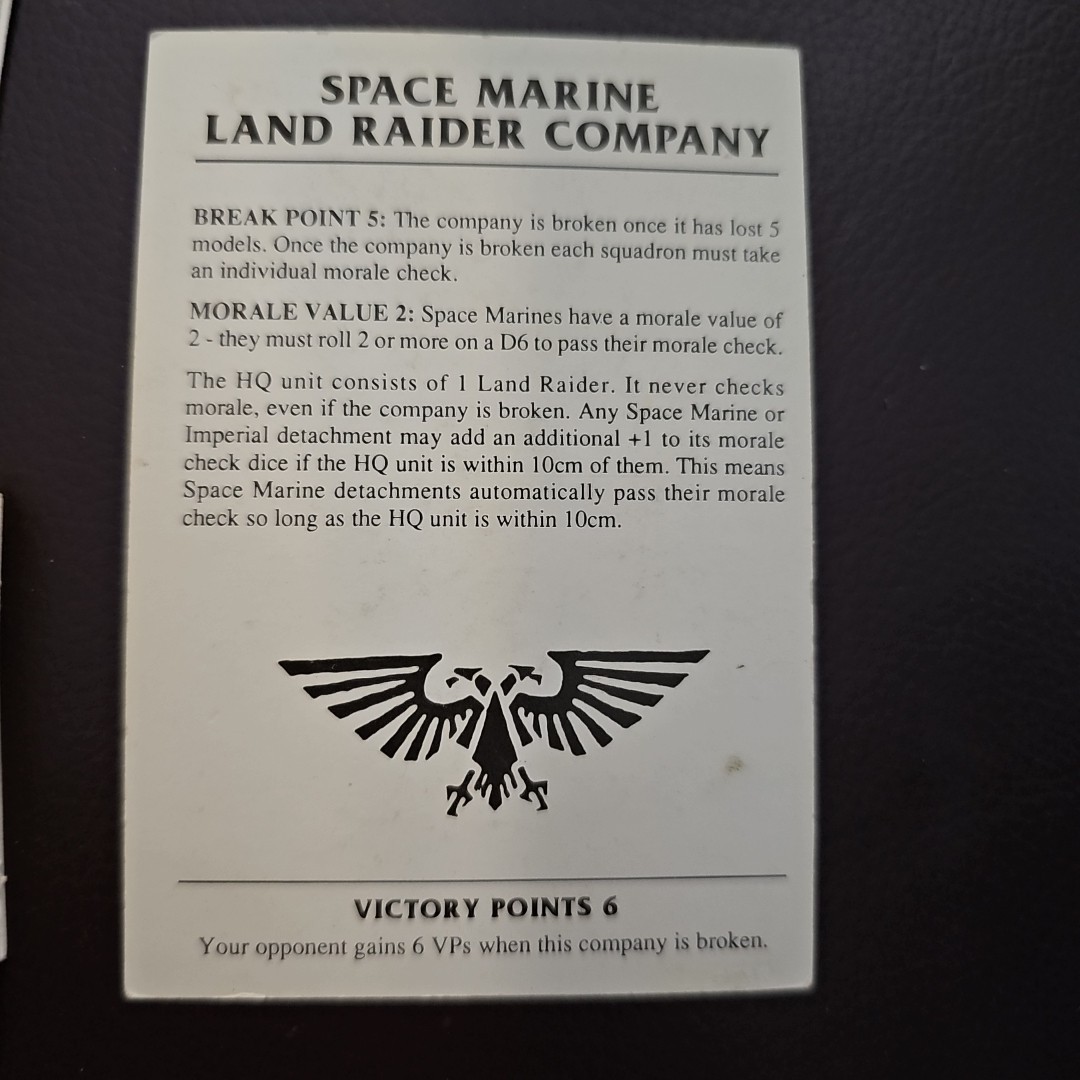 SPACE MARINE
LAND RAIDER COMPANY
BREAK POINT 5: The company is broken once it has lost 5
models. Once the company is broken each squadron must take
an individual morale check.
MORALE VALUE 2: Space Marines have a morale value of
2 - they must roll 2 or more on a D6 to pass their morale check.
The HQ unit consists of 1 Land Raider. It never checks
morale, even if the company is broken. Any Space Marine or
Imperial detachment may add an additional +1 to its morale
check dice if the HQ unit is within 10cm of them. This means
Space Marine detachments automatically pass their morale
check so long as the HQ unit is within 10cm.
VICTORY POINTS 6
Your opponent gains 6 VPs when this company is broken.